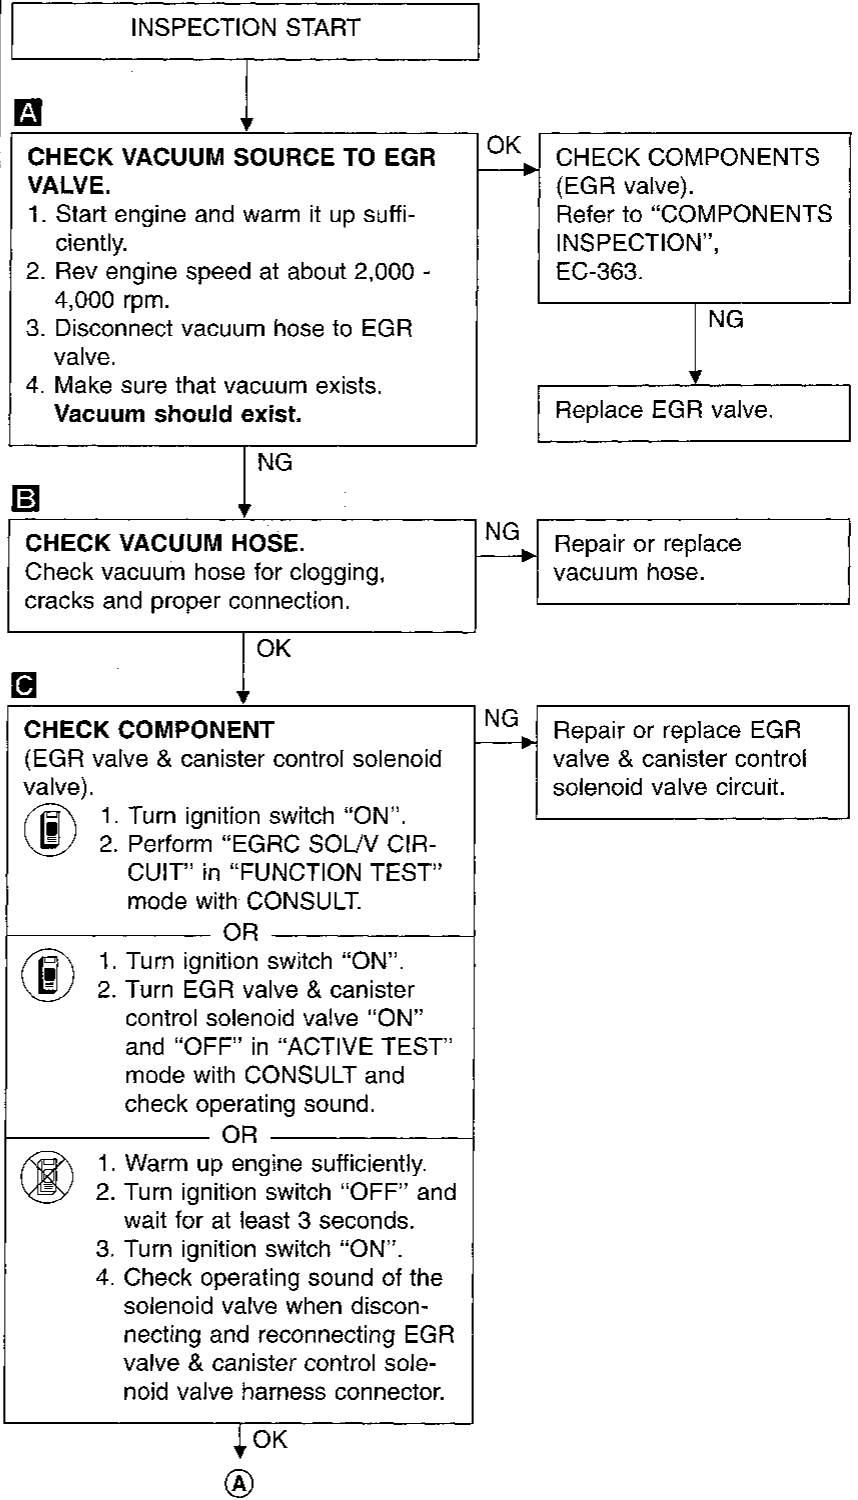 INSPECTION START
A
CHECK VACUUM SOURCE TO EGR
VALVE.
1. Start engine and warm it up suffi-
ciently.
2. Rev engine speed at about 2,000 -
4,000 rpm.
3. Disconnect vacuum hose to EGR
valve.
4. Make sure that vacuum exists.
Vacuum should exist.
OK
CHECK COMPONENTS
(EGR valve).
Refer to “COMPONENTS
INSPECTION”,
EC-363.
NG
Replace EGR valve.
NG
B
CHECK VACUUM HOSE.
Check vacuum hose for clogging,
cracks and proper connection.
NG
Repair or replace
vacuum hose.
OK
C
CHECK COMPONENT
(EGR valve & canister control solenoid
valve).
1. Turn ignition switch “ON”.
2. Perform “EGRC SOL/V CIR-
CUIT” in “FUNCTION TEST”
mode with CONSULT.
OR
1. Turn ignition switch “ON”.
2. Turn EGR valve & canister
control solenoid valve “ON”
and “OFF” in “ACTIVE TEST”
mode with CONSULT and
check operating sound.
OR
1. Warm up engine sufficiently.
2. Turn ignition switch “OFF” and
wait for at least 3 seconds.
3. Turn ignition switch “ON”.
4. Check operating sound of the
solenoid valve when discon-
necting and reconnecting EGR
valve & canister control sole-
noid valve harness connector.
NG
Repair or replace EGR
valve & canister control
solenoid valve circuit.
OK
A